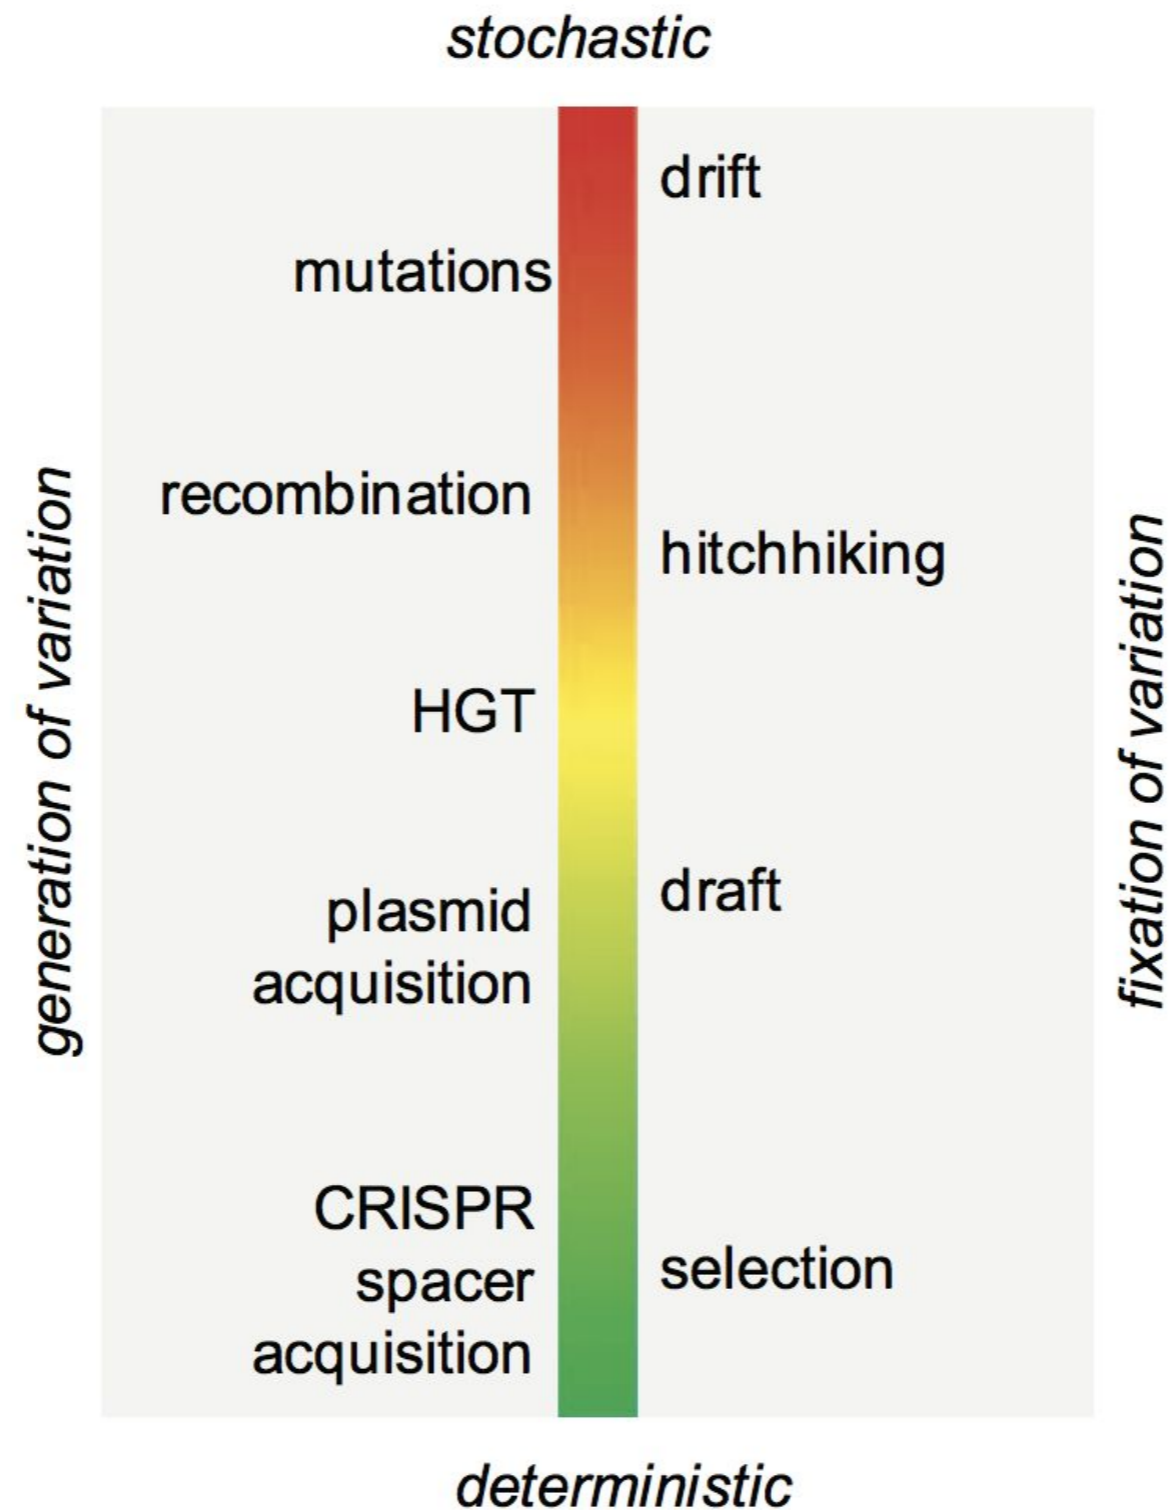 stochastic
drift
mutations
recombination
hitchhiking
HGT
draft
plasmid
acquisition
CRISPR
spacer
acquisition
selection
generation of variation
fixation of variation
deterministic